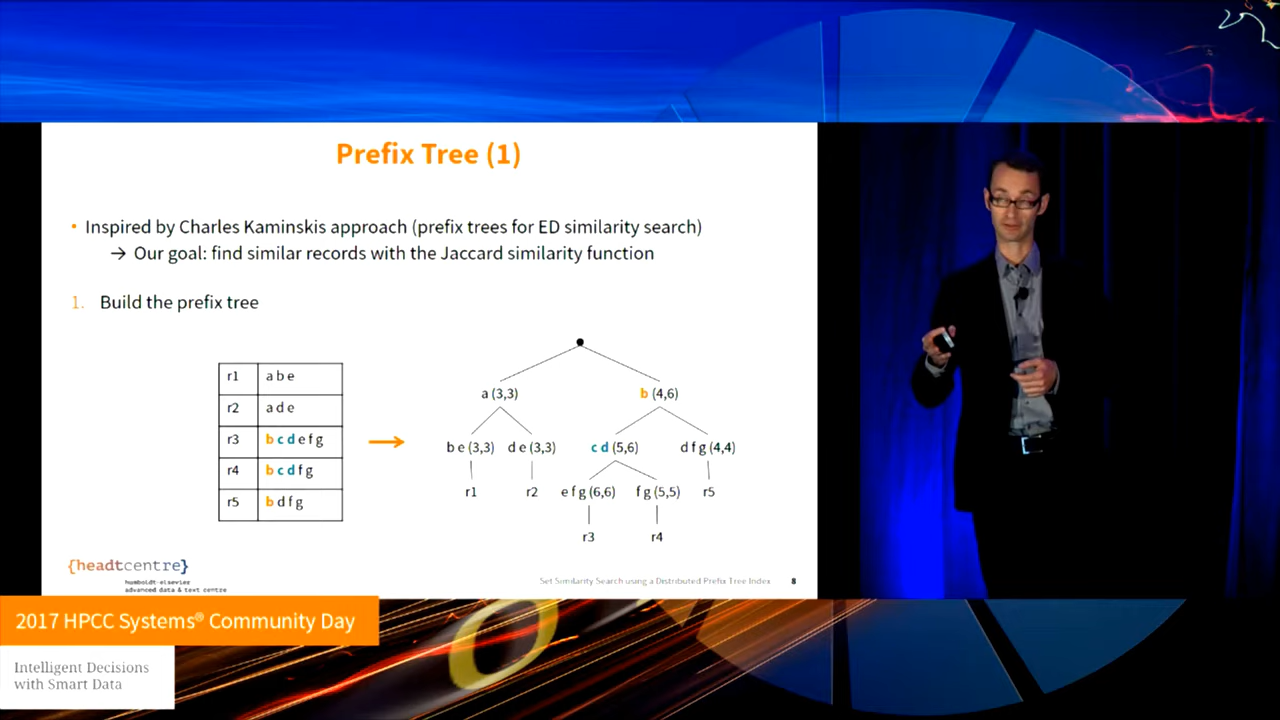 Prefix Tree (1)
• Inspired by Charles Kaminskis approach (prefix trees for ED similarity search)
→ Our goal: find similar records with the Jaccard similarity function
1. Build the prefix tree
r1 a b e
r2 a d e
r3 b c d e f g
r4 b c d f g
r5 b d f g
a (3,3) b (4,6)
b e (3,3) d e (3,3) c d (5,6) d f g (4,4)
r1 r2 e f g (6,6) f g (5,5) r5
r3 r4
{headtcentre}
humboldt-elsevier
advanced data & text centre
Set Similarity Search using a Distributed Prefix Tree Index 8
2017 HPCC Systems® Community Day
Intelligent Decisions
with Smart Data